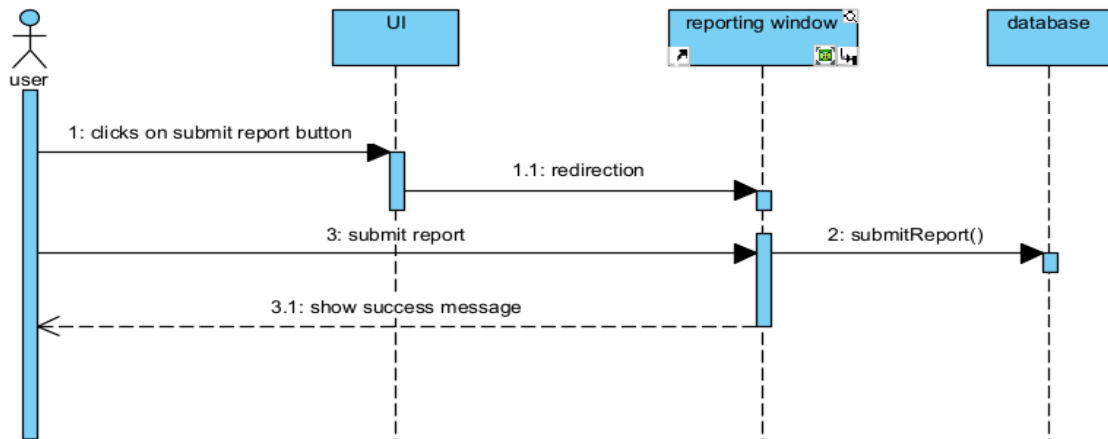 UI
reporting window
database
user
1: clicks on submit report button
1.1: redirection
3: submit report
2: submitReport()
3.1: show success message